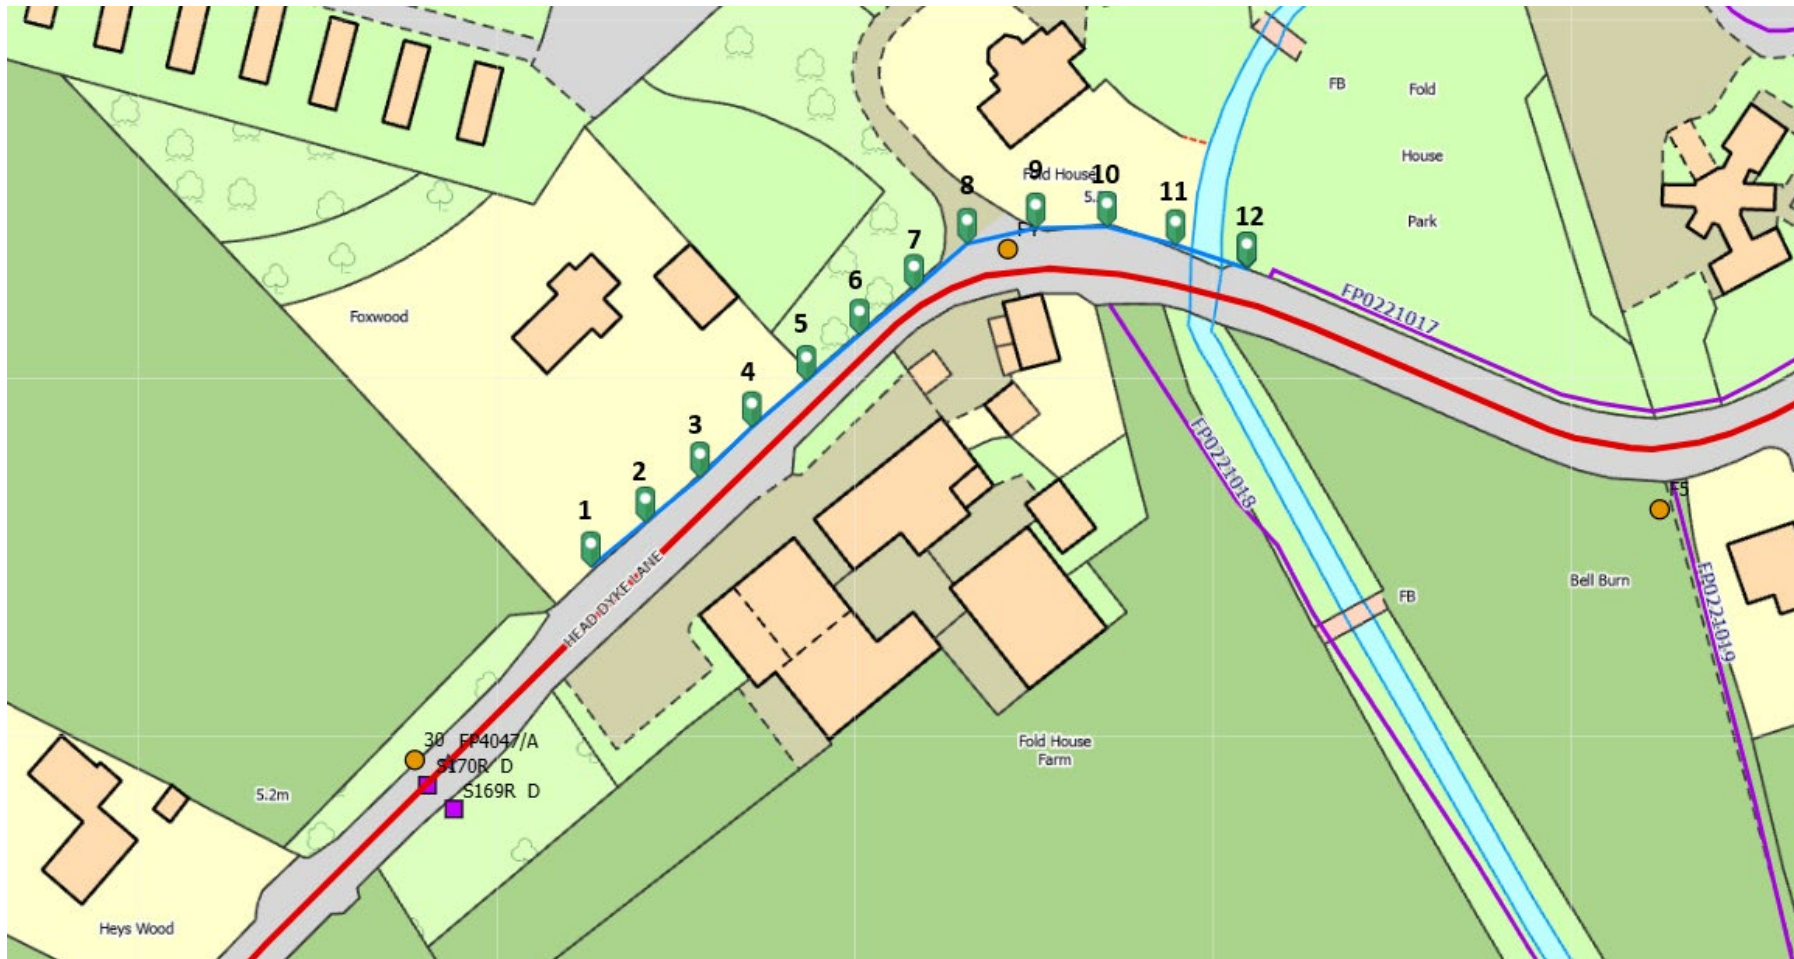 FB
Fold
House
Park
8
9
10
11
12
Fold House
7
6
5
4
3
2
1
Foxwood
FP0221017
FP0221018
F5
HEAD DYKE LANE
FB
Bell Burn
FP0221019
30 FP4047/A
S170R D
S169R D
5.2m
Fold House
Farm
Heys Wood